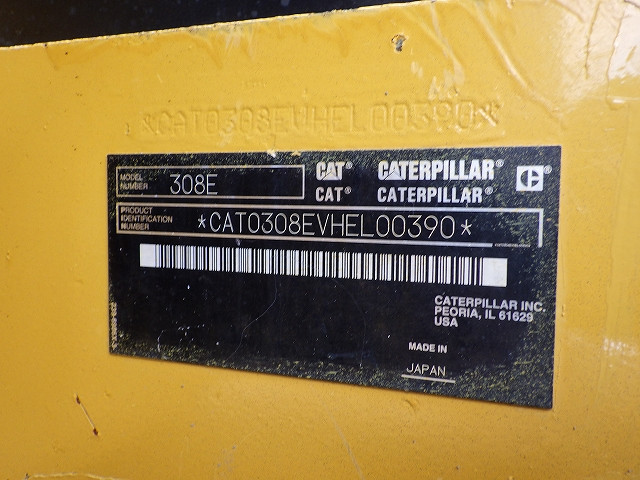 *CAT0308EVHEL00390*
MODEL NUMBER 308E
CAT® CATERPILLAR®
CAT® CATERPILLAR®
PRODUCT IDENTIFICATION NUMBER *CAT0308EVHEL00390*
CATERPILLAR INC.
PEORIA, IL 61629
USA
MADE IN
JAPAN